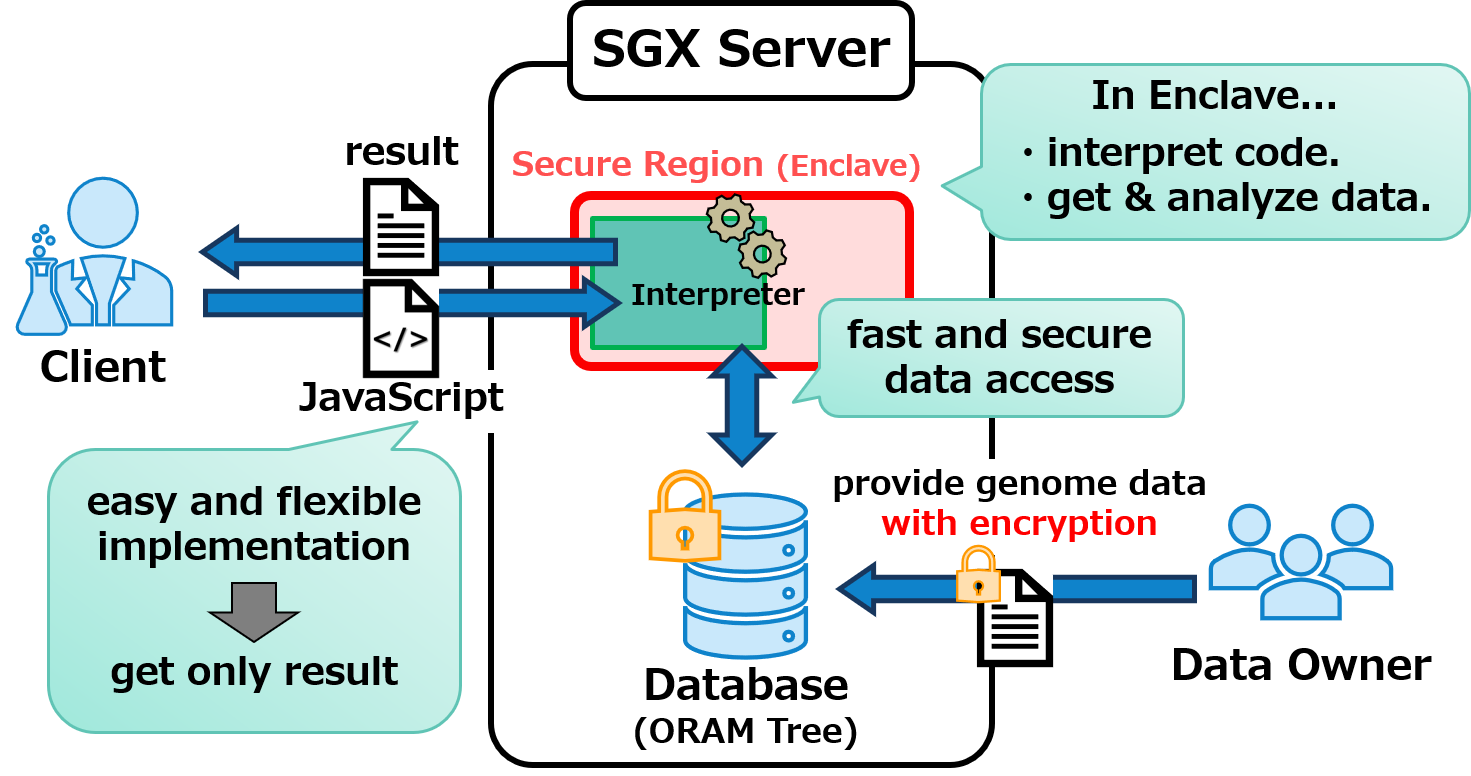 SGX Server
In Enclave...
・interpret code.
・get & analyze data.
result
Secure Region (Enclave)
Interpreter
</>
Client
JavaScript
fast and secure
data access
easy and flexible
implementation
get only result
provide genome data
with encryption
Database
(ORAM Tree)
Data Owner